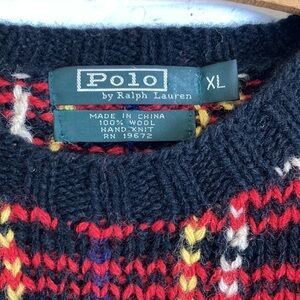 Polo
by Ralph Lauren
XL
MADE IN CHINA
100% WOOL
HAND KNIT
RN 19672